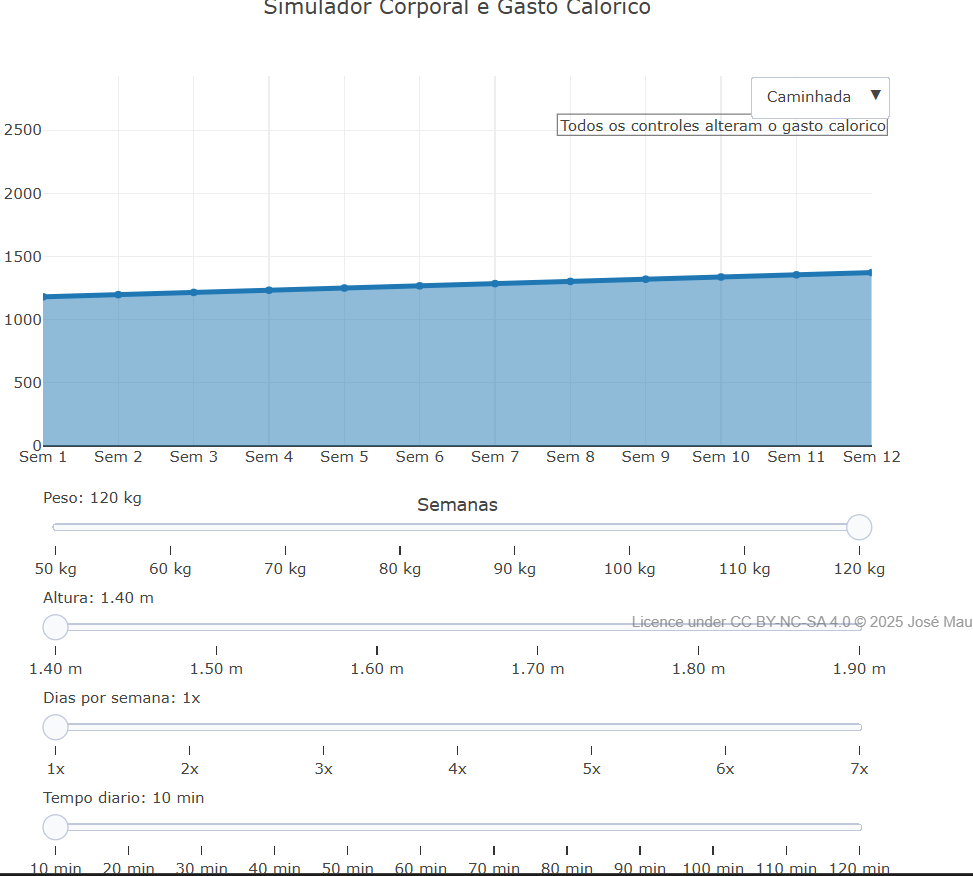 Simulador Corporal e Gasto Calorico
Caminhada ▼
Todos os controles alteram o gasto calorico
2500
2000
1500
1000
500
0
Sem 1 Sem 2 Sem 3 Sem 4 Sem 5 Sem 6 Sem 7 Sem 8 Sem 9 Sem 10 Sem 11 Sem 12
Semanas
Peso: 120 kg
50 kg 60 kg 70 kg 80 kg 90 kg 100 kg 110 kg 120 kg
Altura: 1.40 m
Licence under CC BY-NC-SA 4.0 © 2025 José Mau
1.40 m 1.50 m 1.60 m 1.70 m 1.80 m 1.90 m
Dias por semana: 1x
1x 2x 3x 4x 5x 6x 7x
Tempo diario: 10 min
10 min 20 min 30 min 40 min 50 min 60 min 70 min 80 min 90 min 100 min 110 min 120 min